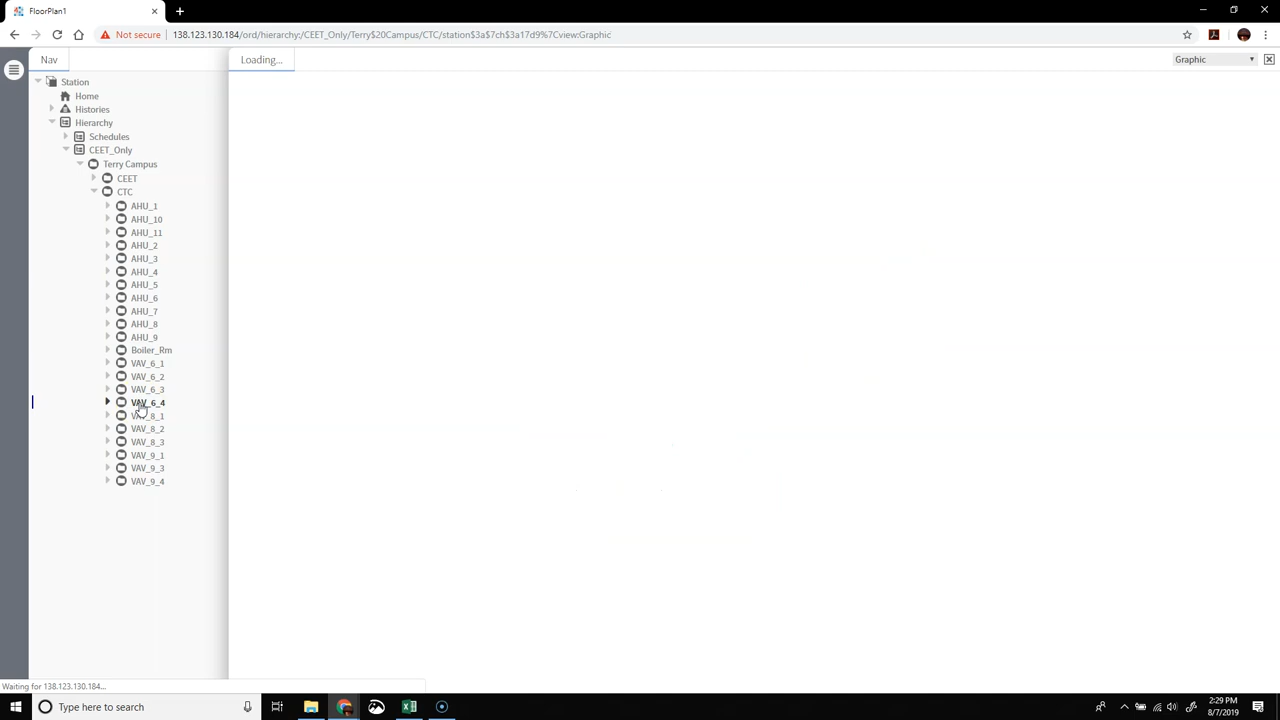 FloorPlan1
Not secure
138.123.130.184/ord/hierarchy:/CEET_Only/Terry$20Campus/CTC/station$3a$7ch$3a17d9%7Cview:Graphic
Nav
Loading...
Graphic
Station
Home
Histories
Hierarchy
Schedules
CEET_Only
Terry Campus
CEET
CTC
AHU_1
AHU_10
AHU_11
AHU_2
AHU_3
AHU_4
AHU_5
AHU_6
AHU_7
AHU_8
AHU_9
Boiler_Rm
VAV_6_1
VAV_6_2
VAV_6_3
VAV_6_4
VAV_8_1
VAV_8_2
VAV_8_3
VAV_9_1
VAV_9_3
VAV_9_4
Waiting for 138.123.130.184...
Type here to search
2:29 PM
8/7/2019